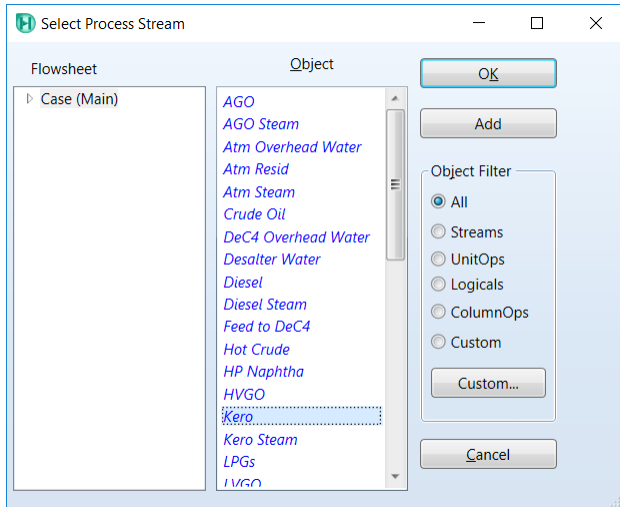 Select Process Stream
Flowsheet
Case (Main)
Object
AGO
AGO Steam
Atm Overhead Water
Atm Resid
Atm Steam
Crude Oil
DeC4 Overhead Water
Desalter Water
Diesel
Diesel Steam
Feed to DeC4
Hot Crude
HP Naphtha
HVGO
Kero
Kero Steam
LPGs
LVGO
OK
Add
Object Filter
All
Streams
UnitOps
Logicals
ColumnOps
Custom
Custom...
Cancel